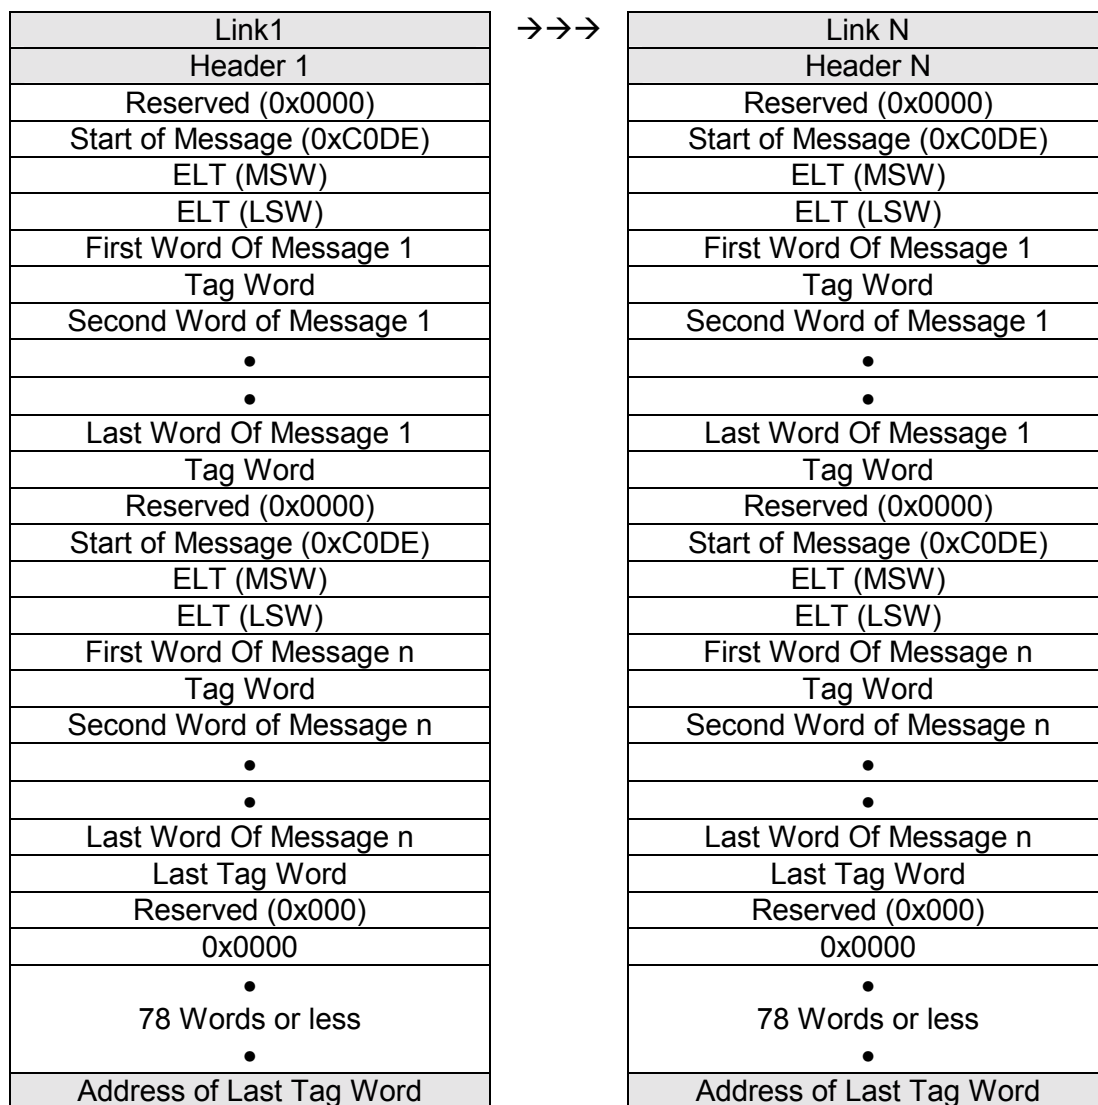 Link1
Header 1
Reserved (0x0000)
Start of Message (0xC0DE)
ELT (MSW)
ELT (LSW)
First Word Of Message 1
Tag Word
Second Word of Message 1
•
•
Last Word Of Message 1
Tag Word
Reserved (0x0000)
Start of Message (0xC0DE)
ELT (MSW)
ELT (LSW)
First Word Of Message n
Tag Word
Second Word of Message n
•
•
Last Word Of Message n
Last Tag Word
Reserved (0x000)
0x0000
•
78 Words or less
•
Address of Last Tag Word
→→→
Link N
Header N
Reserved (0x0000)
Start of Message (0xC0DE)
ELT (MSW)
ELT (LSW)
First Word Of Message 1
Tag Word
Second Word of Message 1
•
•
Last Word Of Message 1
Tag Word
Reserved (0x0000)
Start of Message (0xC0DE)
ELT (MSW)
ELT (LSW)
First Word Of Message n
Tag Word
Second Word of Message n
•
•
Last Word Of Message n
Last Tag Word
Reserved (0x000)
0x0000
•
78 Words or less
•
Address of Last Tag Word